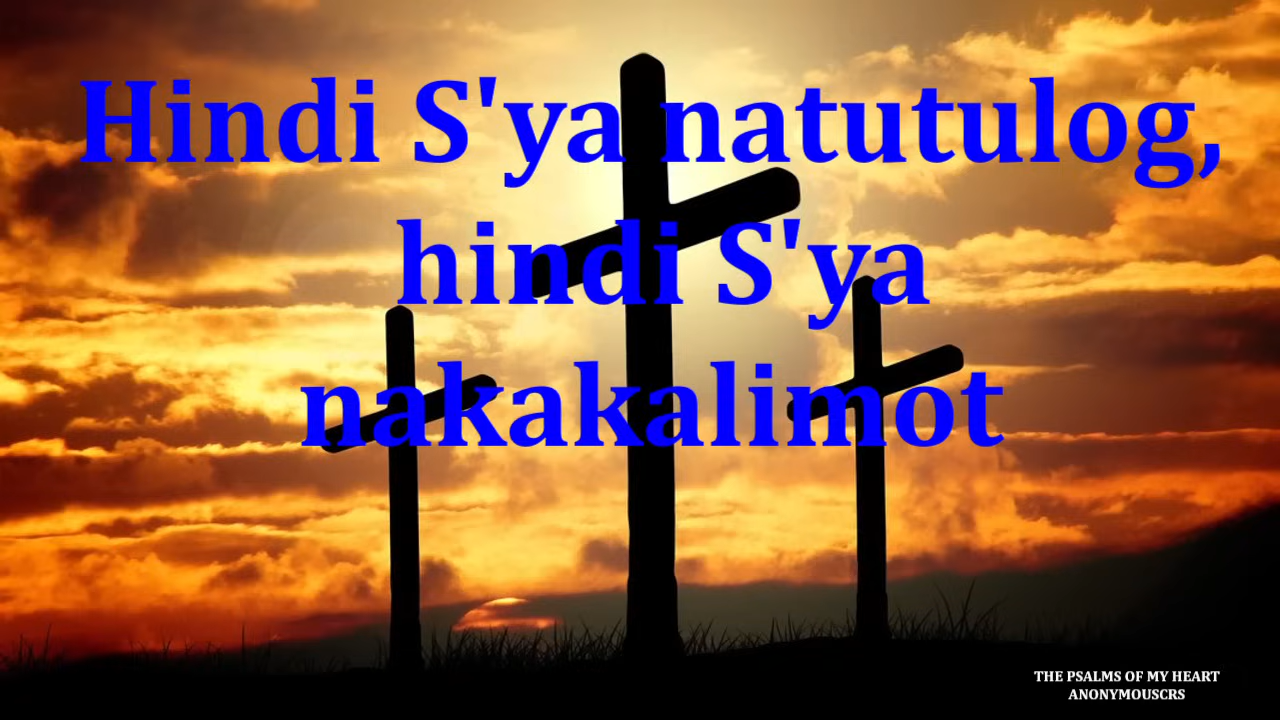 Hindi S'ya natutulog,
hindi S'ya
nakakalimot
THE PSALMS OF MY HEART
ANONYMOUSCRS